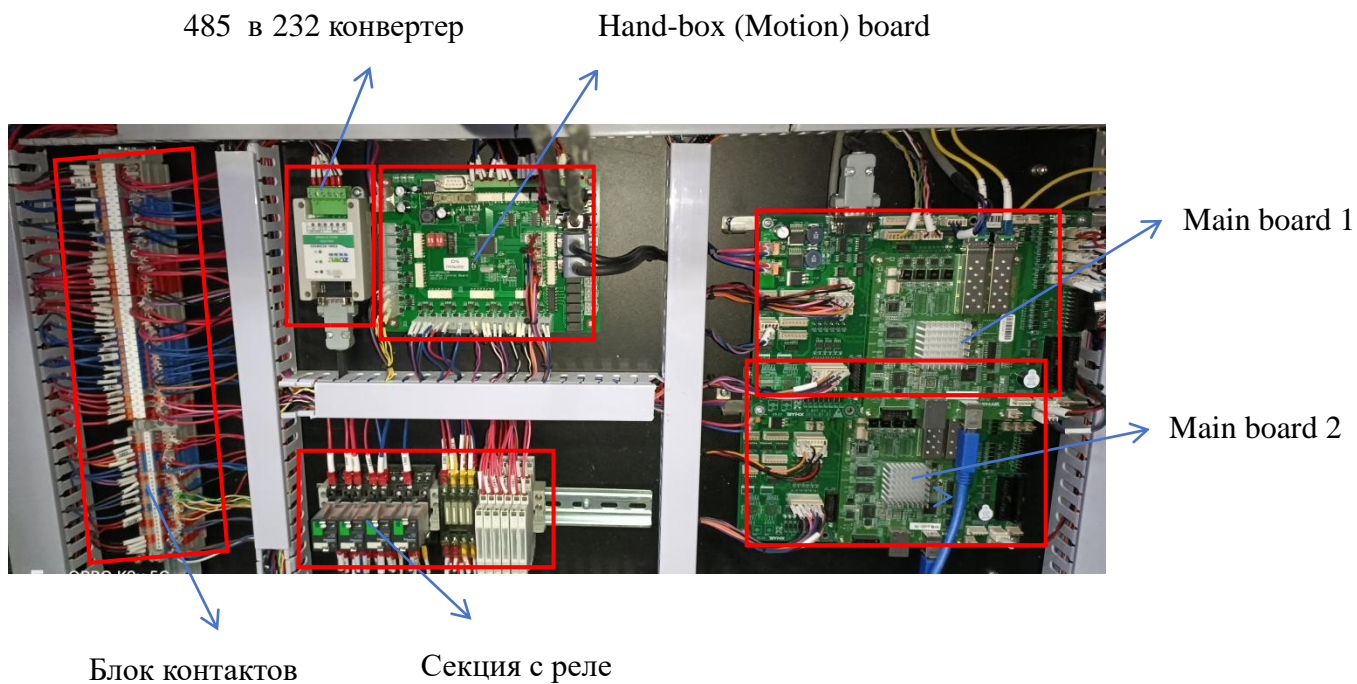 485 в 232 конвертер
Hand-box (Motion) board
Main board 1
Main board 2
Блок контактов
Секция с реле